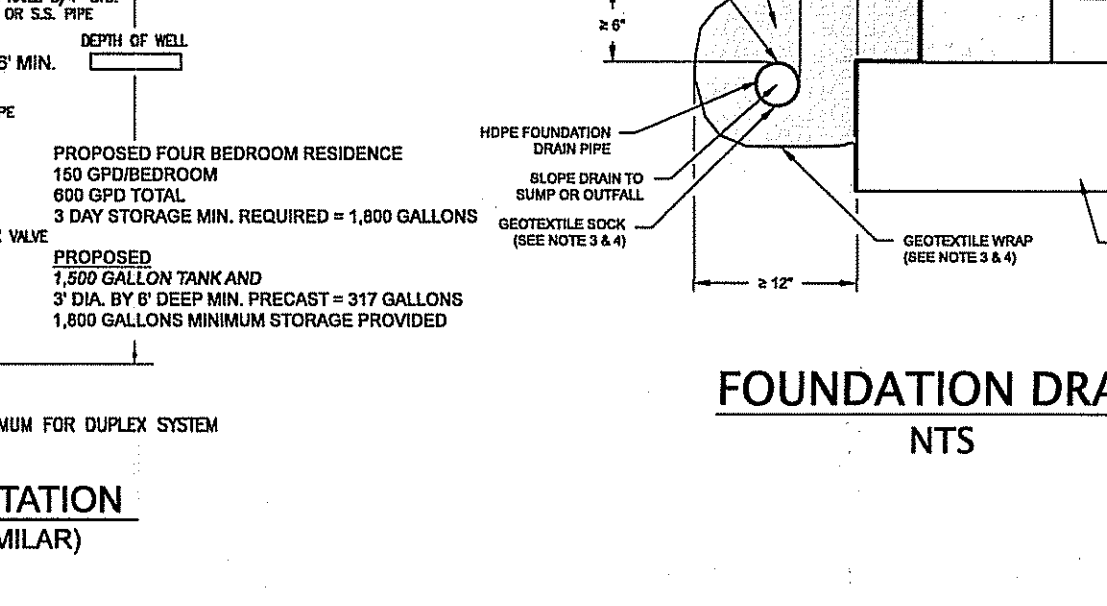 OR S.S. PIPE
DEPTH OF WELL
6' MIN.
PROPOSED FOUR BEDROOM RESIDENCE
150 GPD/BEDROOM
600 GPD TOTAL
3 DAY STORAGE MIN. REQUIRED = 1,800 GALLONS
VALVE
PROPOSED
1,500 GALLON TANK AND
3' DIA. BY 6' DEEP MIN. PRECAST = 317 GALLONS
1,800 GALLONS MINIMUM STORAGE PROVIDED
MUM FOR DUPLEX SYSTEM
TATION
MILAR)
≥ 6"
HDPE FOUNDATION
DRAIN PIPE
SLOPE DRAIN TO
SUMP OR OUTFALL
GEOTEXTILE SOCK
(SEE NOTE 3 & 4)
GEOTEXTILE WRAP
(SEE NOTE 3 & 4)
≥ 12"
FOUNDATION DRA
NTS